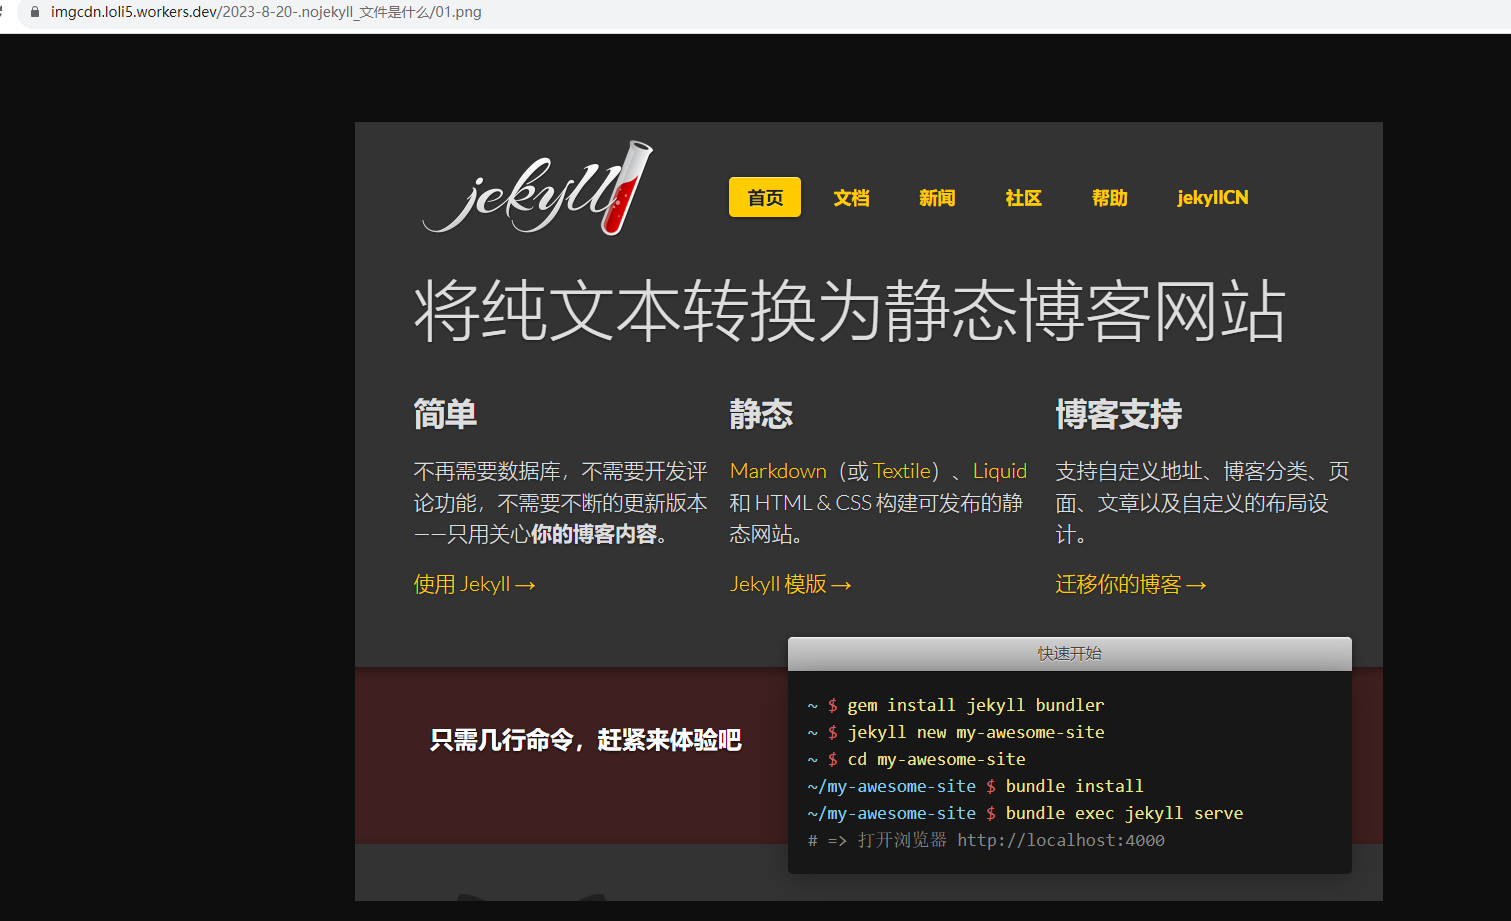 imgcdn.loli5.workers.dev/2023-8-20-.nojekyll_文件是什么/01.png
jekyll
首页 文档 新闻 社区 帮助 jekyllCN
将纯文本转换为静态博客网站
简单
不再需要数据库，不需要开发评
论功能，不需要不断的更新版本
——只用关心你的博客内容。
使用 Jekyll →
静态
Markdown（或 Textile）、Liquid
和 HTML & CSS 构建可发布的静
态网站。
Jekyll 模版 →
博客支持
支持自定义地址、博客分类、页
面、文章以及自定义的布局设
计。
迁移你的博客 →
只需几行命令，赶紧来体验吧
快速开始
~ $ gem install jekyll bundler
~ $ jekyll new my-awesome-site
~ $ cd my-awesome-site
~/my-awesome-site $ bundle install
~/my-awesome-site $ bundle exec jekyll serve
# => 打开浏览器 http://localhost:4000